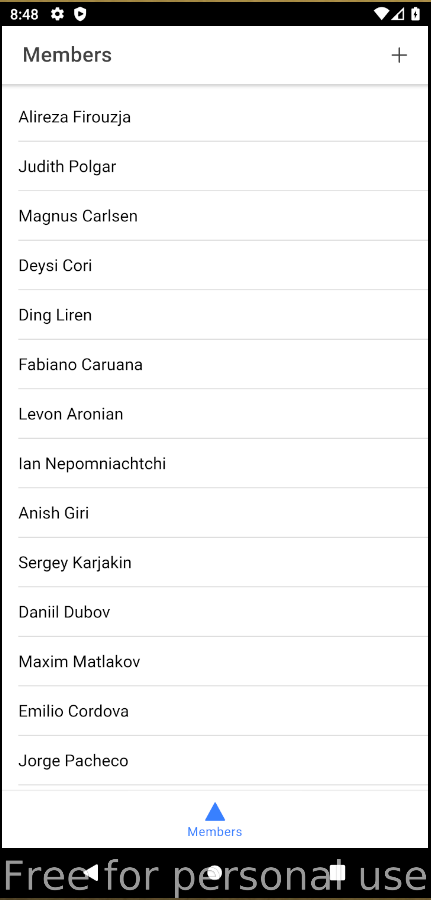 8:48
Members
Alireza Firouzja
Judith Polgar
Magnus Carlsen
Deysi Cori
Ding Liren
Fabiano Caruana
Levon Aronian
Ian Nepomniachtchi
Anish Giri
Sergey Karjakin
Daniil Dubov
Maxim Matlakov
Emilio Cordova
Jorge Pacheco
Members
Free for personal use